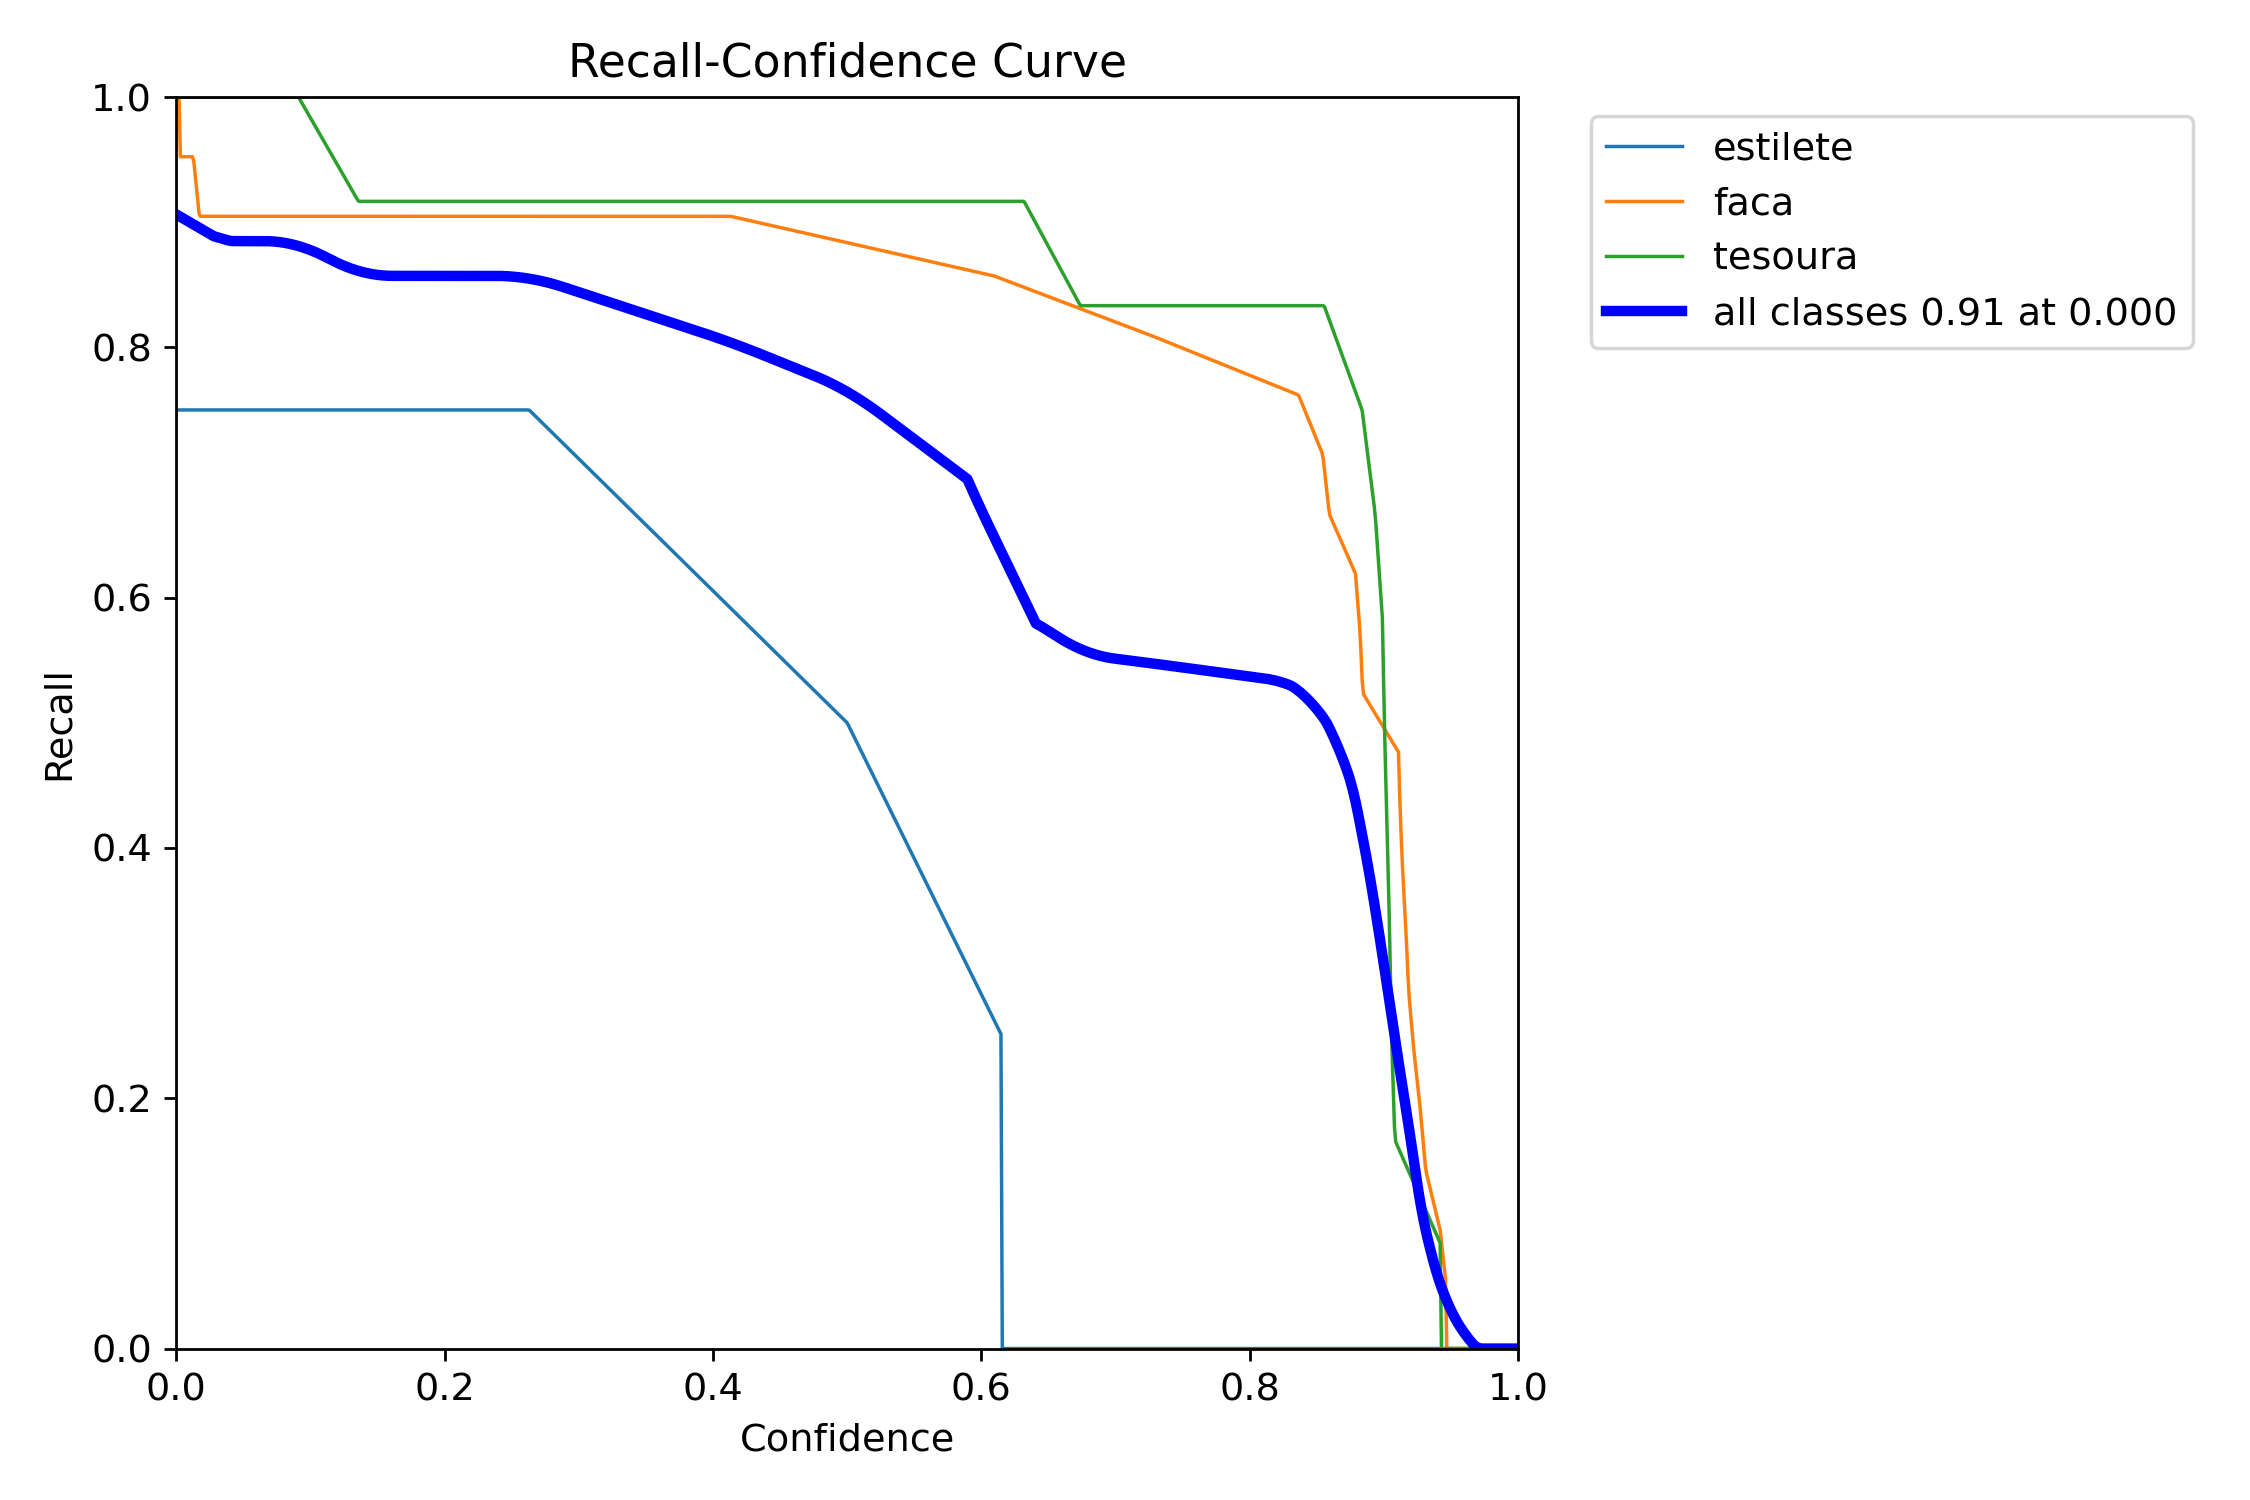 Recall-Confidence Curve
1.0
0.8
0.6
0.4
0.2
0.0
Recall
0.0 0.2 0.4 0.6 0.8 1.0
Confidence
estilete
faca
tesoura
all classes 0.91 at 0.000